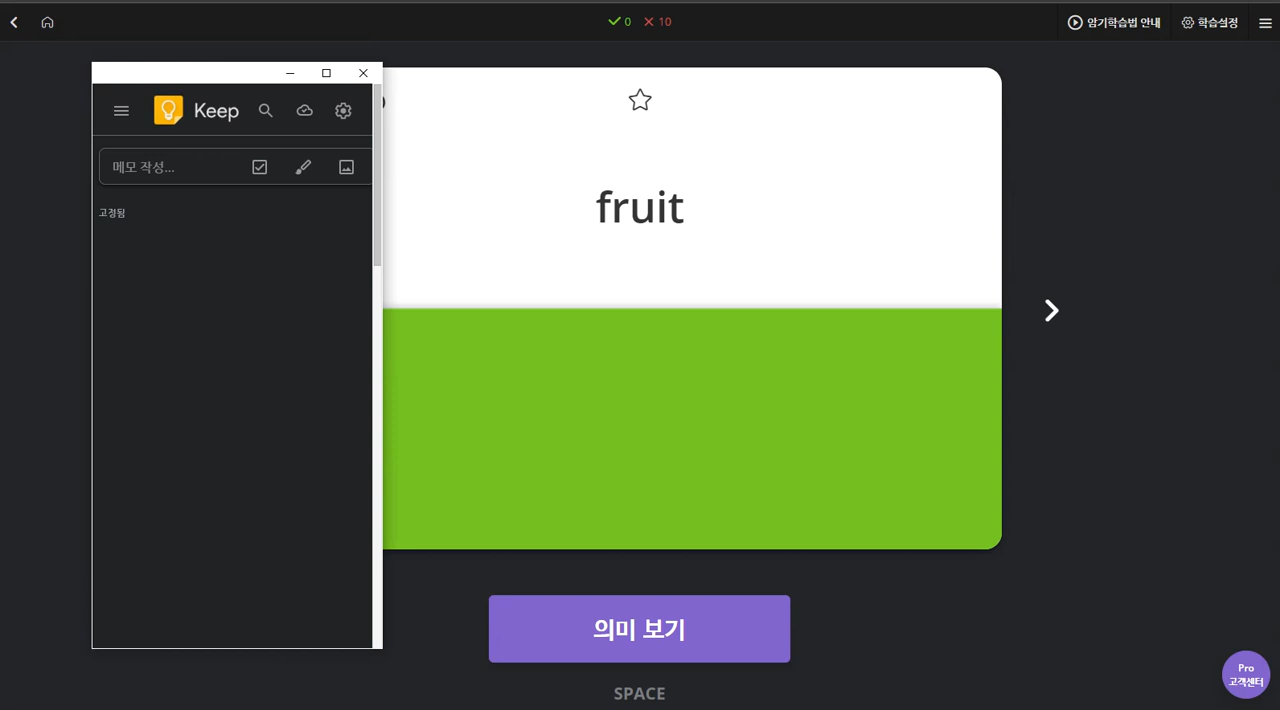 0 10
암기학습법 안내
학습설정
Keep
메모 작성...
고정됨
fruit
의미 보기
SPACE
Pro
고객센터